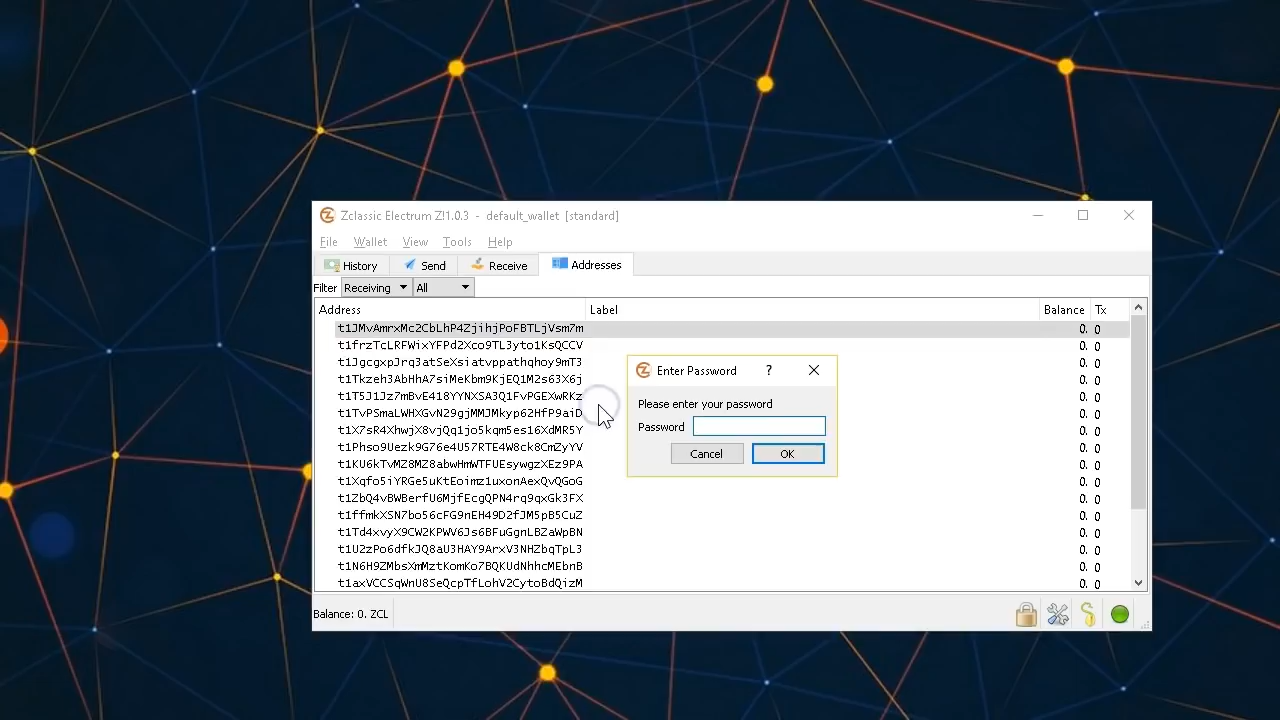 Zclassic Electrum Z!1.0.3 - default_wallet [standard]
File Wallet View Tools Help
History Send Receive Addresses
Filter Receiving All
Address Label Balance Tx
t1JMvAmrxMc2CbLhP4ZjihjPoFBTLjVsm7m 0. 0
t1frzTcLRFWixYFPd2Xco9TL3yto1KsQCCV 0. 0
t1JgcgxpJrq3atSeXsiatvppathqhoy9mT3 0. 0
t1Tkzeh3AbHhA7siMeKbm9KjEQ1M2s63X6j 0. 0
t1T5J1Jz7mBvE418YYNXSA3Q1FvPGEXwRKz 0. 0
t1TvPSmaLWHXGvN29gjMMJMkyp62HfP9aiD 0. 0
t1X7sR4XhwjX8vjQq1jo5kqm5es16XdMR5Y 0. 0
t1Phso9Uezk9G76e4U57RTE4W8ck8CmZyYV 0. 0
t1KU6kTvMZ8MZ8abwHmWTFUEsywgzXEz9PA 0. 0
t1Xqfo5iYRGe5uKtEoimz1uxonAexQvQGoG 0. 0
t1ZbQ4vBWBerfU6MjfEcgQPN4rq9qxGk3FX 0. 0
t1ffmkXSN7bo56cFG9nEH49D2fJM5pB5CuZ 0. 0
t1Td4xvyX9CW2KPWV6Js6BFuGgnLBZaWpBN 0. 0
t1U2zPo6dfkJQ8aU3HAY9ArxV3NHZbqTpL3 0. 0
t1N6H9ZMbsXmMztKomKo7BQKUdNhhcMEbnB 0. 0
t1axVCCSqWnU8SeQcpTfLohV2CytoBdQizM 0. 0
Enter Password ?
Please enter your password
Password
Cancel OK
Balance: 0. ZCL